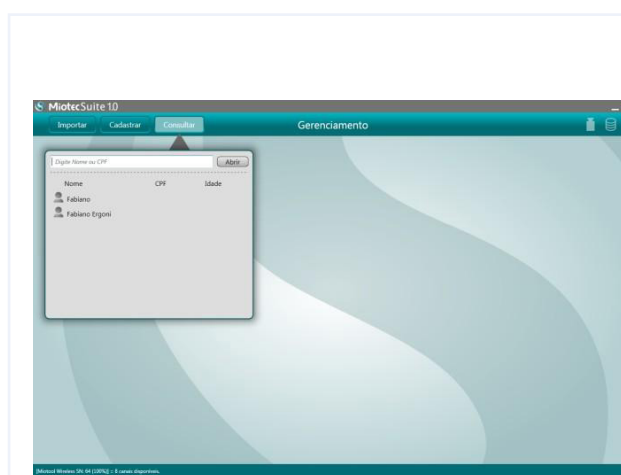 MiotecSuite 1.0
Importar Cadastrar Consultar Gerenciamento
Digite Nome ou CPF Abrir
Nome CPF Idade
Fabiano
Fabiano Ergoni
[Miotool Wireless SN: 64 (100%)] :: 8 canais disponíveis.